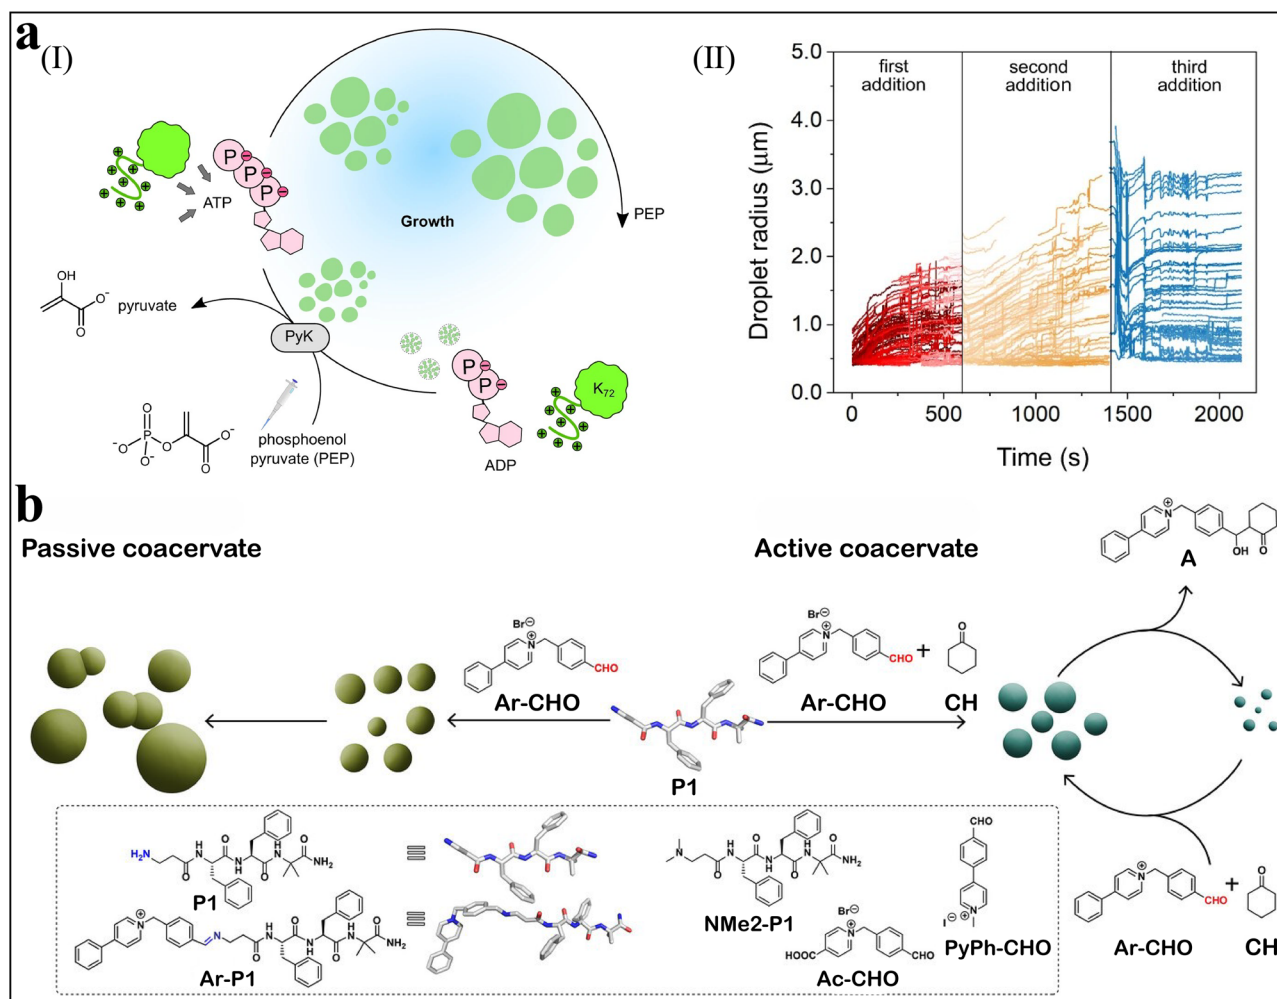 a
(I)
P
P
P
ATP
Growth
PEP
OH
O⁻
O
pyruvate
PyK
P
P
K72
ADP
O
O⁻
P
O
O⁻
O⁻
O
phosphoenol
pyruvate (PEP)
(II)
first
addition
second
addition
third
addition
5.0
4.0
3.0
2.0
1.0
0.0
Droplet radius (μm)
0
500
1000
1500
2000
Time (s)
b
Passive coacervate
Active coacervate
N
OH
O
A
Br⊖
N
CHO
Ar-CHO
Br⊖
N
CHO
+
O
Ar-CHO
CH
P1
H2N
O
H
N
O
N
H
O
H
N
O
NH2
P1
≡
N
N
O
H
N
O
N
H
O
H
N
O
NH2
Ar-P1
≡
N
O
H
N
O
N
H
O
H
N
O
NH2
NMe2-P1
Br⊖
HOOC
N
CHO
Ac-CHO
CHO
N
I⊖
PyPh-CHO
N
CHO
+
O
Ar-CHO
CH